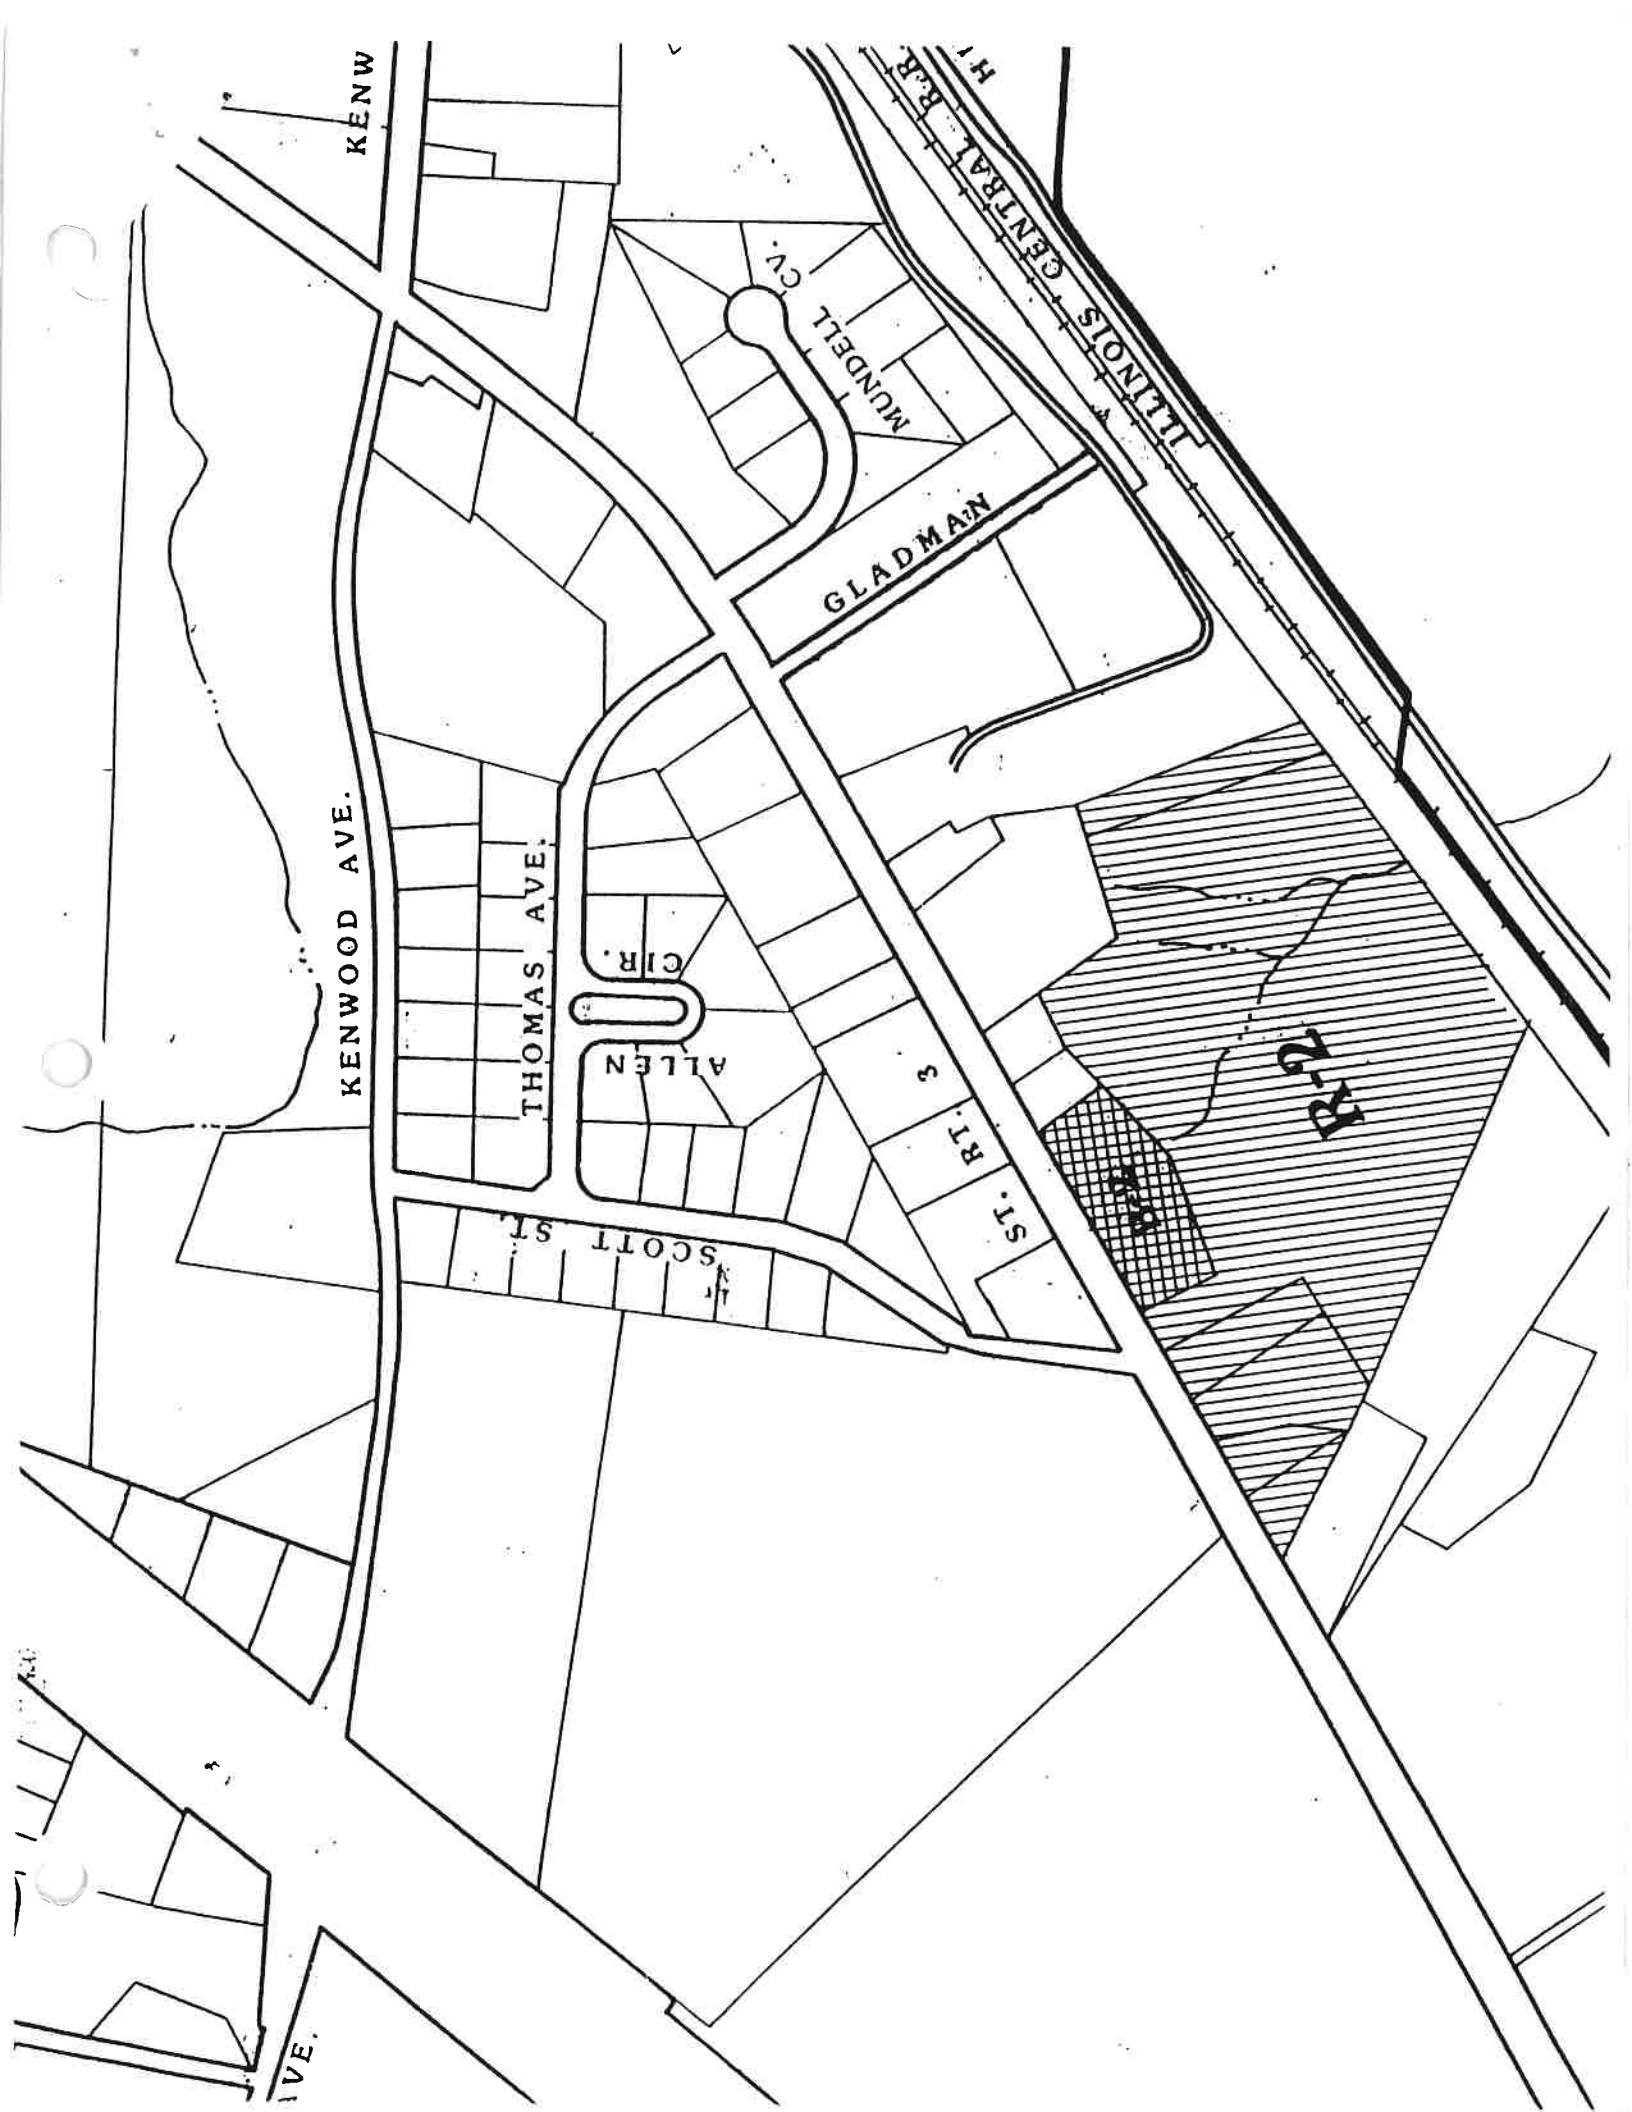 KENW
ILLINOIS CENTRAL R.R.
H
MUNDELL CV.
GLADMAN
KENWOOD AVE.
THOMAS AVE.
ALLEN CIR.
ST. RT. 3
SCOTT ST.
R-2
VE.